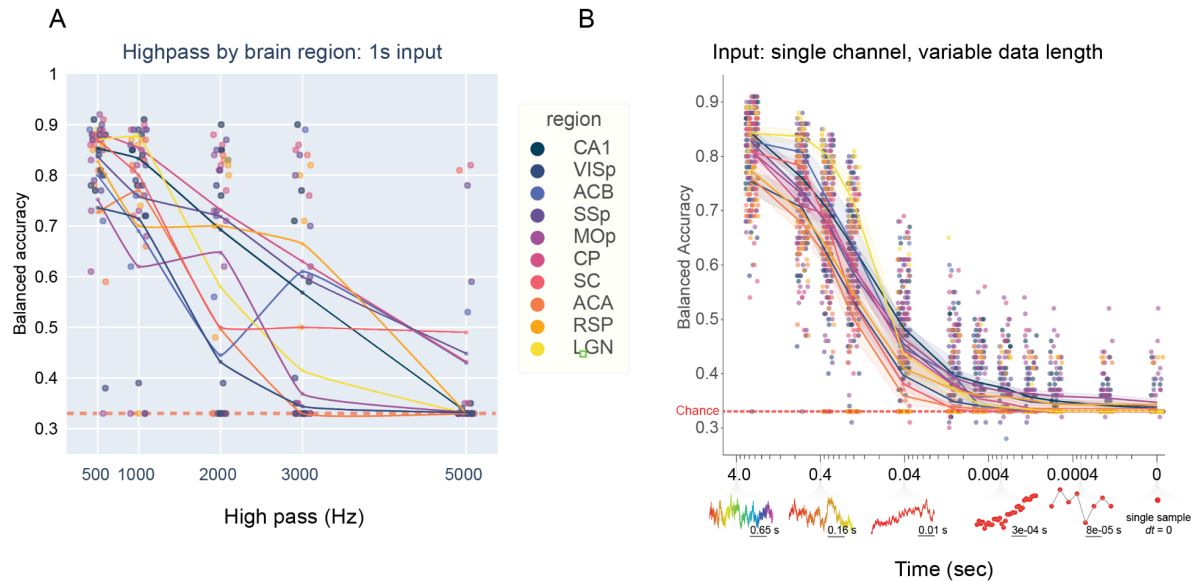 A
B
Highpass by brain region: 1s input
Input: single channel, variable data length
Balanced accuracy
1
0.9
0.8
0.7
0.6
0.5
0.4
0.3
500
1000
2000
3000
5000
High pass (Hz)
region
CA1
VISp
ACB
SSp
MOp
CP
SC
ACA
RSP
LGN
Balanced Accuracy
0.9
0.8
0.7
0.6
0.5
0.4
Chance
0.3
4.0
0.4
0.04
0.004
0.0004
0
0.65 s
0.16 s
0.01 s
3e-04 s
8e-05 s
single sample
dt = 0
Time (sec)